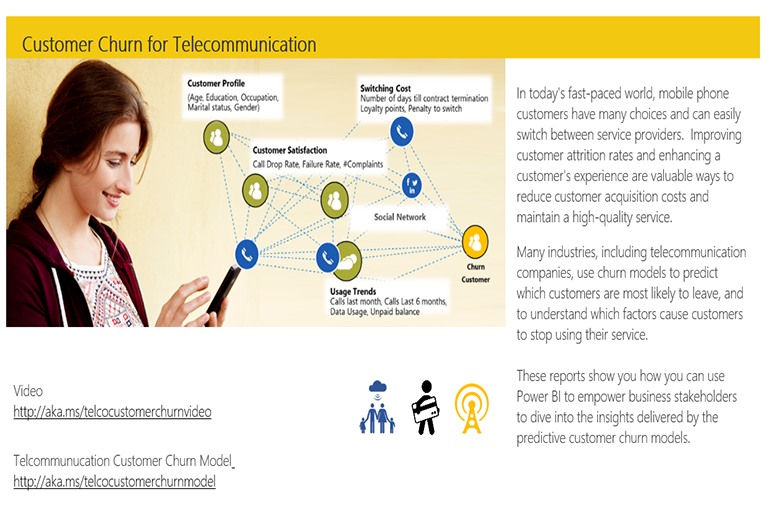 Customer Churn for Telecommunication
Customer Profile
(Age, Education, Occupation,
Marital status, Gender)
Switching Cost
Number of days till contract termination
Loyalty points, Penalty to switch
Customer Satisfaction
Call Drop Rate, Failure Rate, #Complaints
Social Network
Churn
Customer
Usage Trends
Calls last month, Calls Last 6 months,
Data Usage, Unpaid balance
In today's fast-paced world, mobile phone
customers have many choices and can easily
switch between service providers.  Improving
customer attrition rates and enhancing a
customer's experience are valuable ways to
reduce customer acquisition costs and
maintain a high-quality service.
Many industries, including telecommunication
companies, use churn models to predict
which customers are most likely to leave, and
to understand which factors cause customers
to stop using their service.
These reports show you how you can use
Power BI to empower business stakeholders
to dive into the insights delivered by the
predictive customer churn models.
Video
http://aka.ms/telcocustomerchurnvideo
Telcommunucation Customer Churn Model
http://aka.ms/telcocustomerchurnmodel